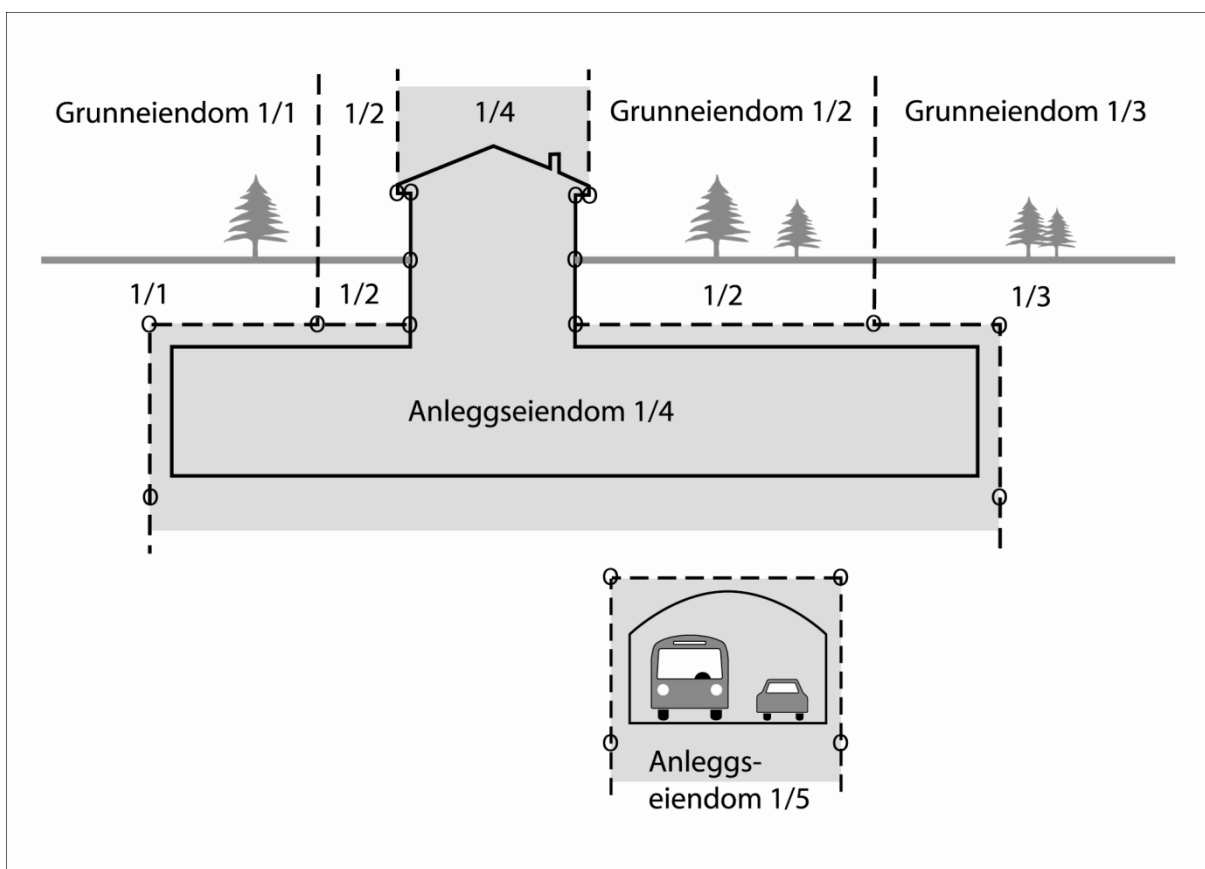 Grunneiendom 1/1
1/2
1/4
Grunneiendom 1/2
Grunneiendom 1/3
1/1
1/2
1/2
1/3
Anleggseiendom 1/4
Anleggs-
eiendom 1/5